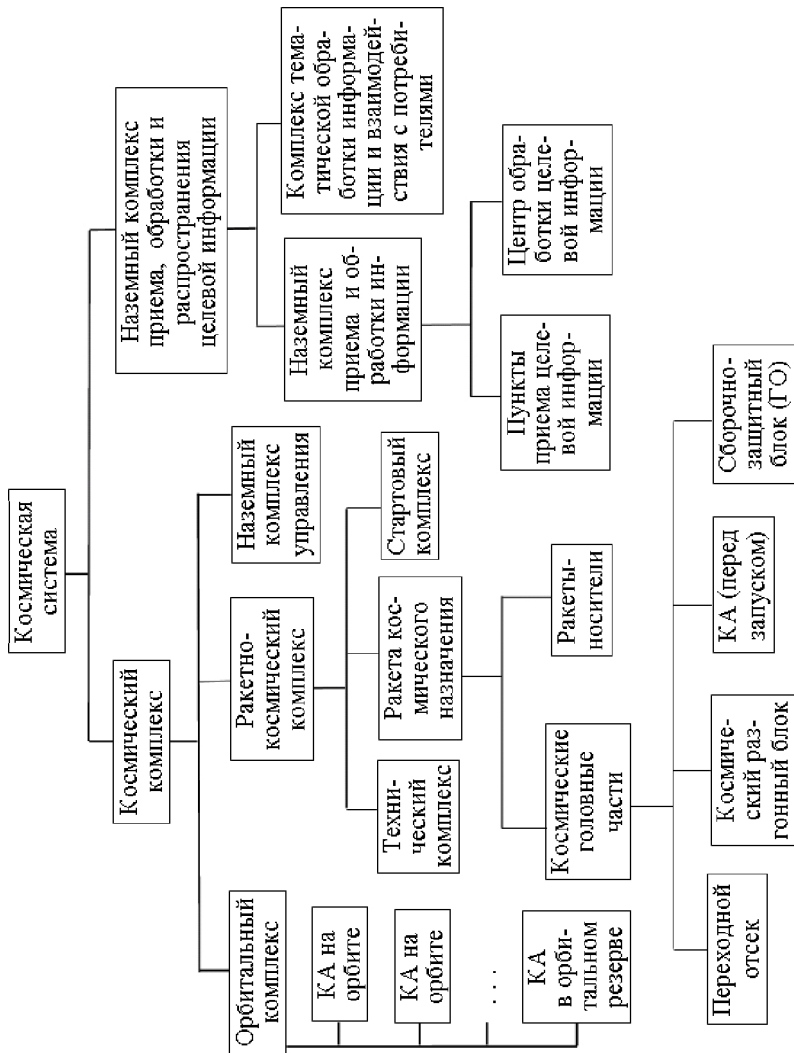 Космическая
система
Космический
комплекс
Наземный комплекс
приема, обработки и
распространения
целевой информации
Орбитальный
комплекс
Ракетно-
космический
комплекс
Наземный
комплекс
управления
Наземный
комплекс
приема и об-
работки ин-
формации
Комплекс тема-
тической обра-
ботки информа-
ции и взаимодей-
ствия с потреби-
телями
КА на
орбите
КА на
орбите
. . .
КА
в орби-
тальном
резерве
Техни-
ческий
комплекс
Ракета кос-
мического
назначения
Стартовый
комплекс
Пункты
приема целе-
вой инфор-
мации
Центр обра-
ботки целе-
вой инфор-
мации
Космические
головные
части
Ракеты-
носители
Переходной
отсек
Космиче-
ский раз-
гонный блок
КА (перед
запуском)
Сборочно-
защитный
блок (ГО)